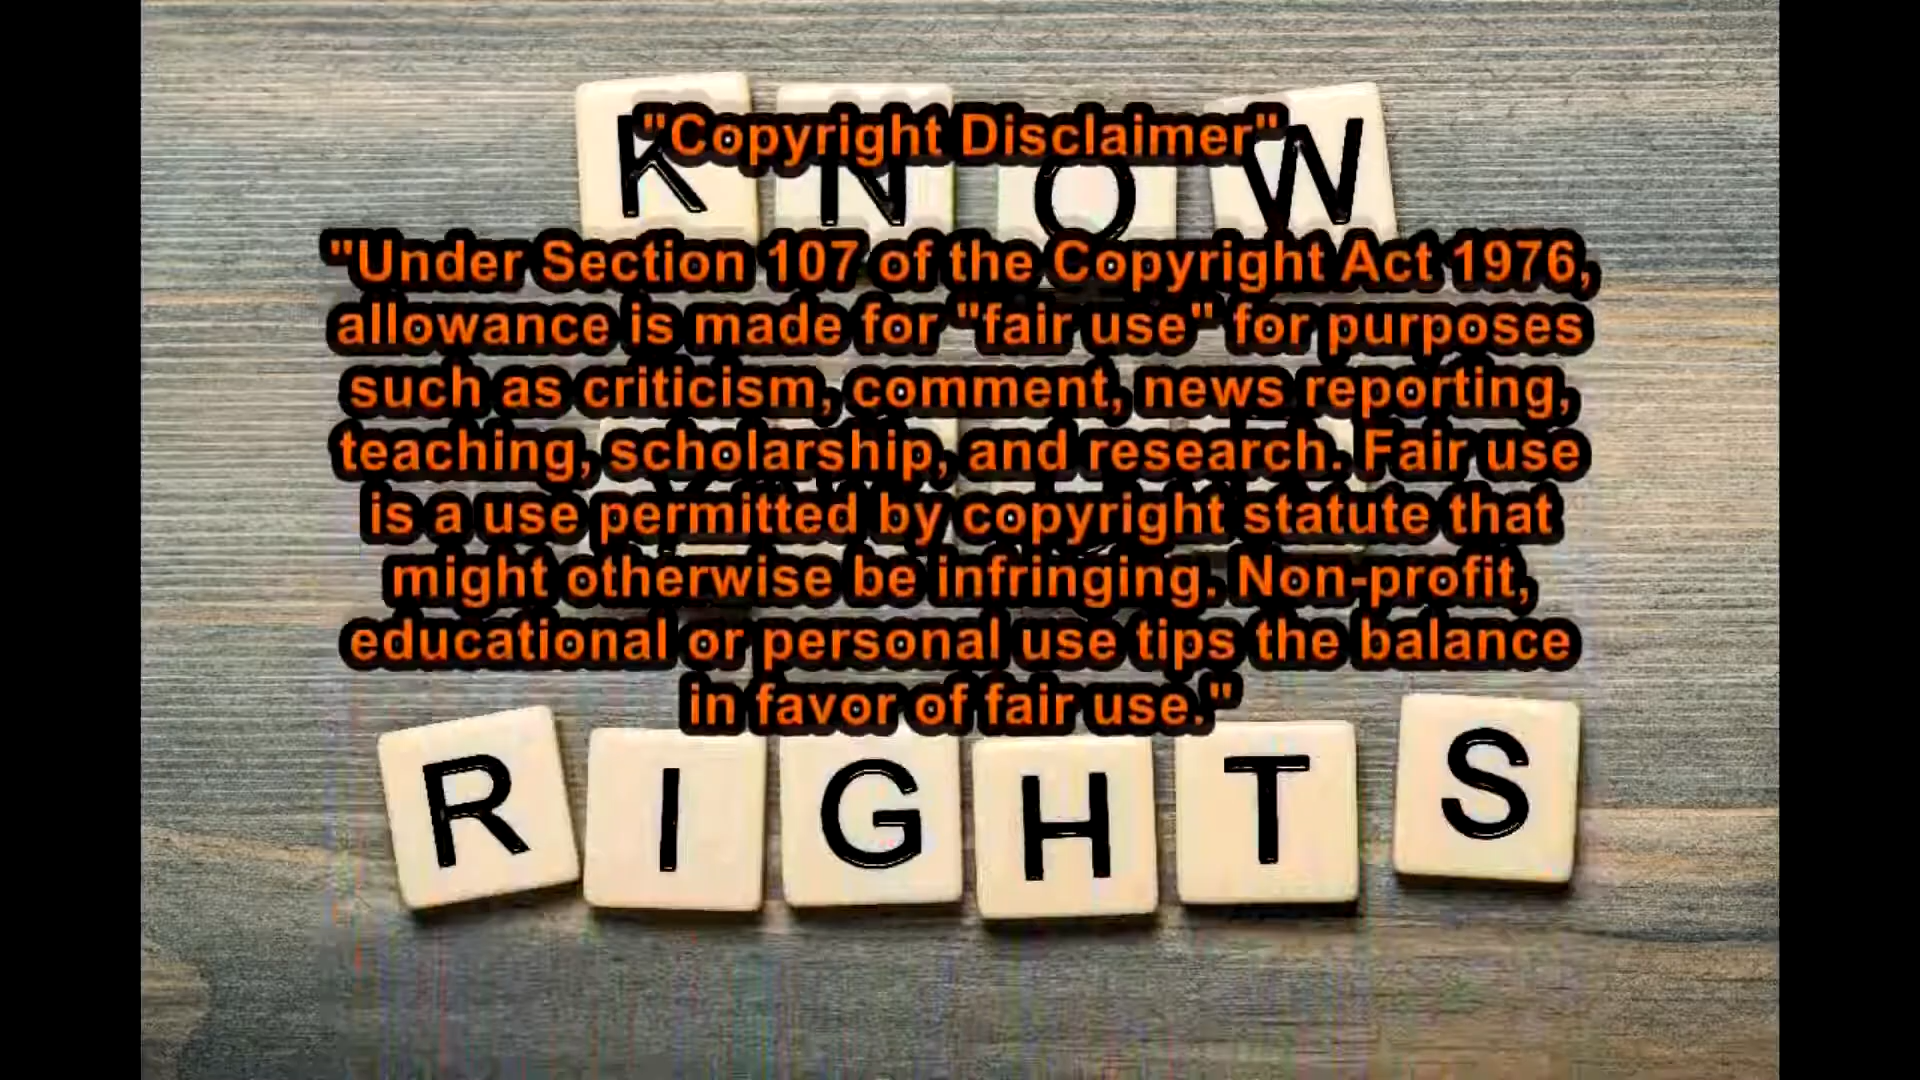 "Copyright Disclaimer"
KNOW
"Under Section 107 of the Copyright Act 1976,
allowance is made for "fair use" for purposes
such as criticism, comment, news reporting,
teaching, scholarship, and research. Fair use
is a use permitted by copyright statute that
might otherwise be infringing. Non-profit,
educational or personal use tips the balance
in favor of fair use."
RIGHTS